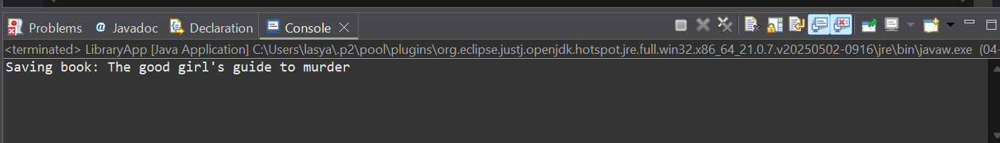 Problems @ Javadoc Declaration Console
<terminated> LibraryApp [Java Application] C:\Users\lasya\.p2\pool\plugins\org.eclipse.justj.openjdk.hotspot.jre.full.win32.x86_64_21.0.7.v20250502-0916\jre\bin\javaw.exe (04-
Saving book: The good girl's guide to murder